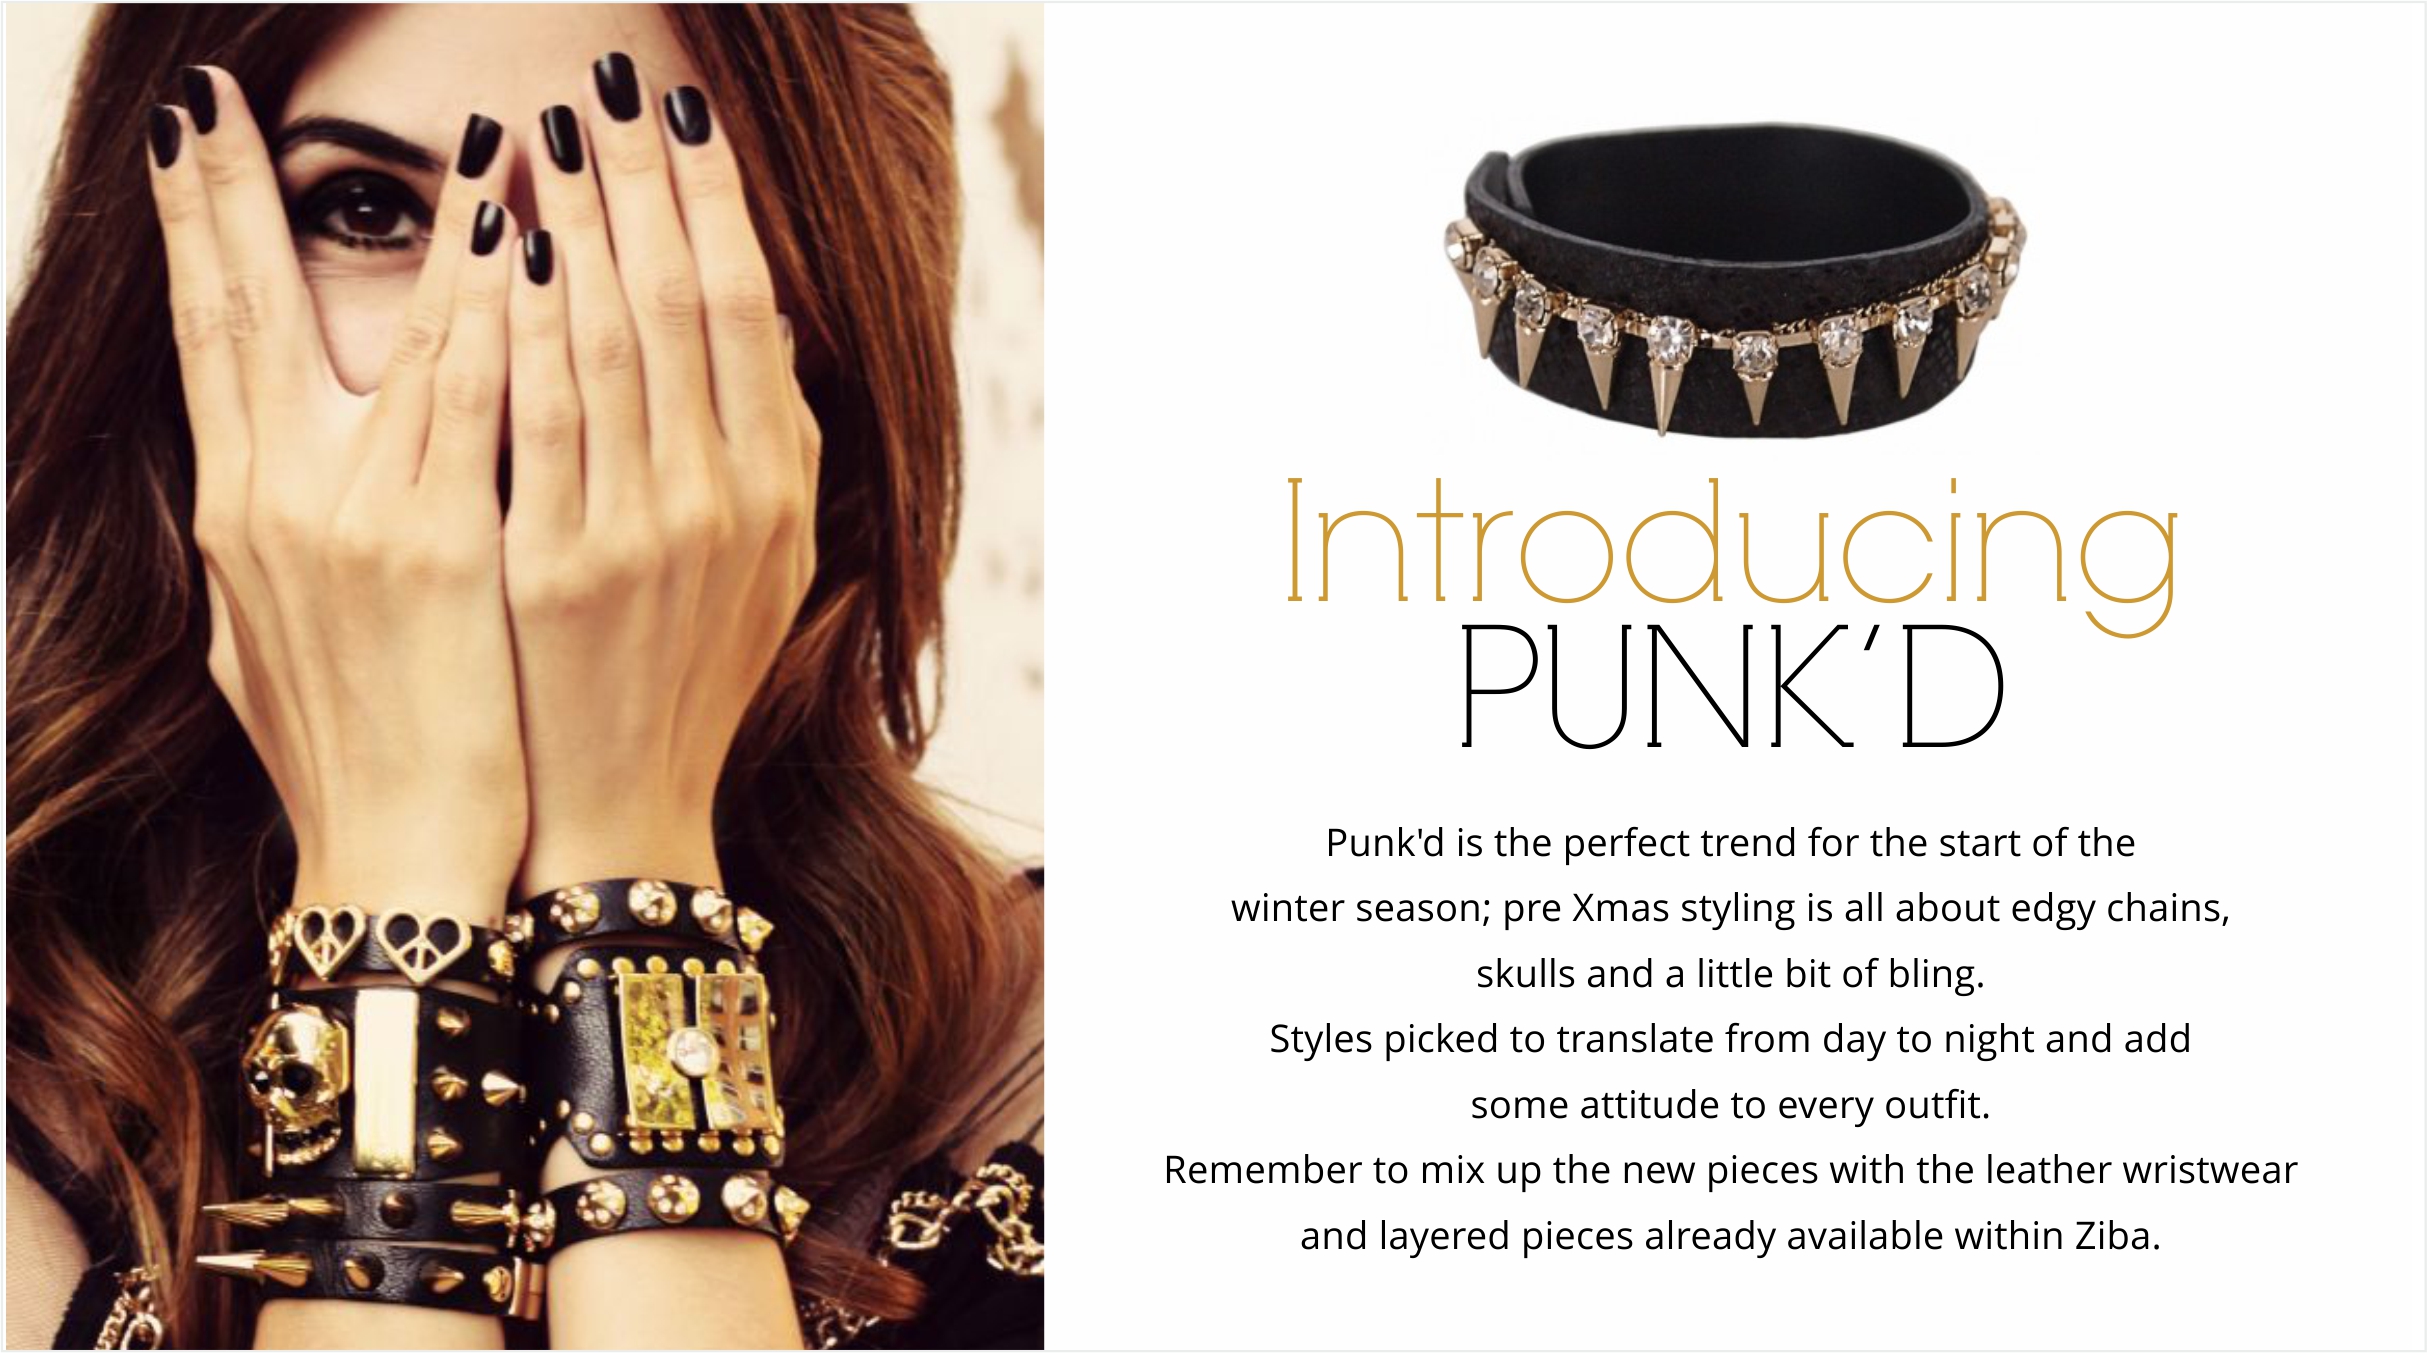 Introducing
PUNK’D
Punk'd is the perfect trend for the start of the
winter season; pre Xmas styling is all about edgy chains,
skulls and a little bit of bling.
Styles picked to translate from day to night and add
some attitude to every outfit.
Remember to mix up the new pieces with the leather wristwear
and layered pieces already available within Ziba.